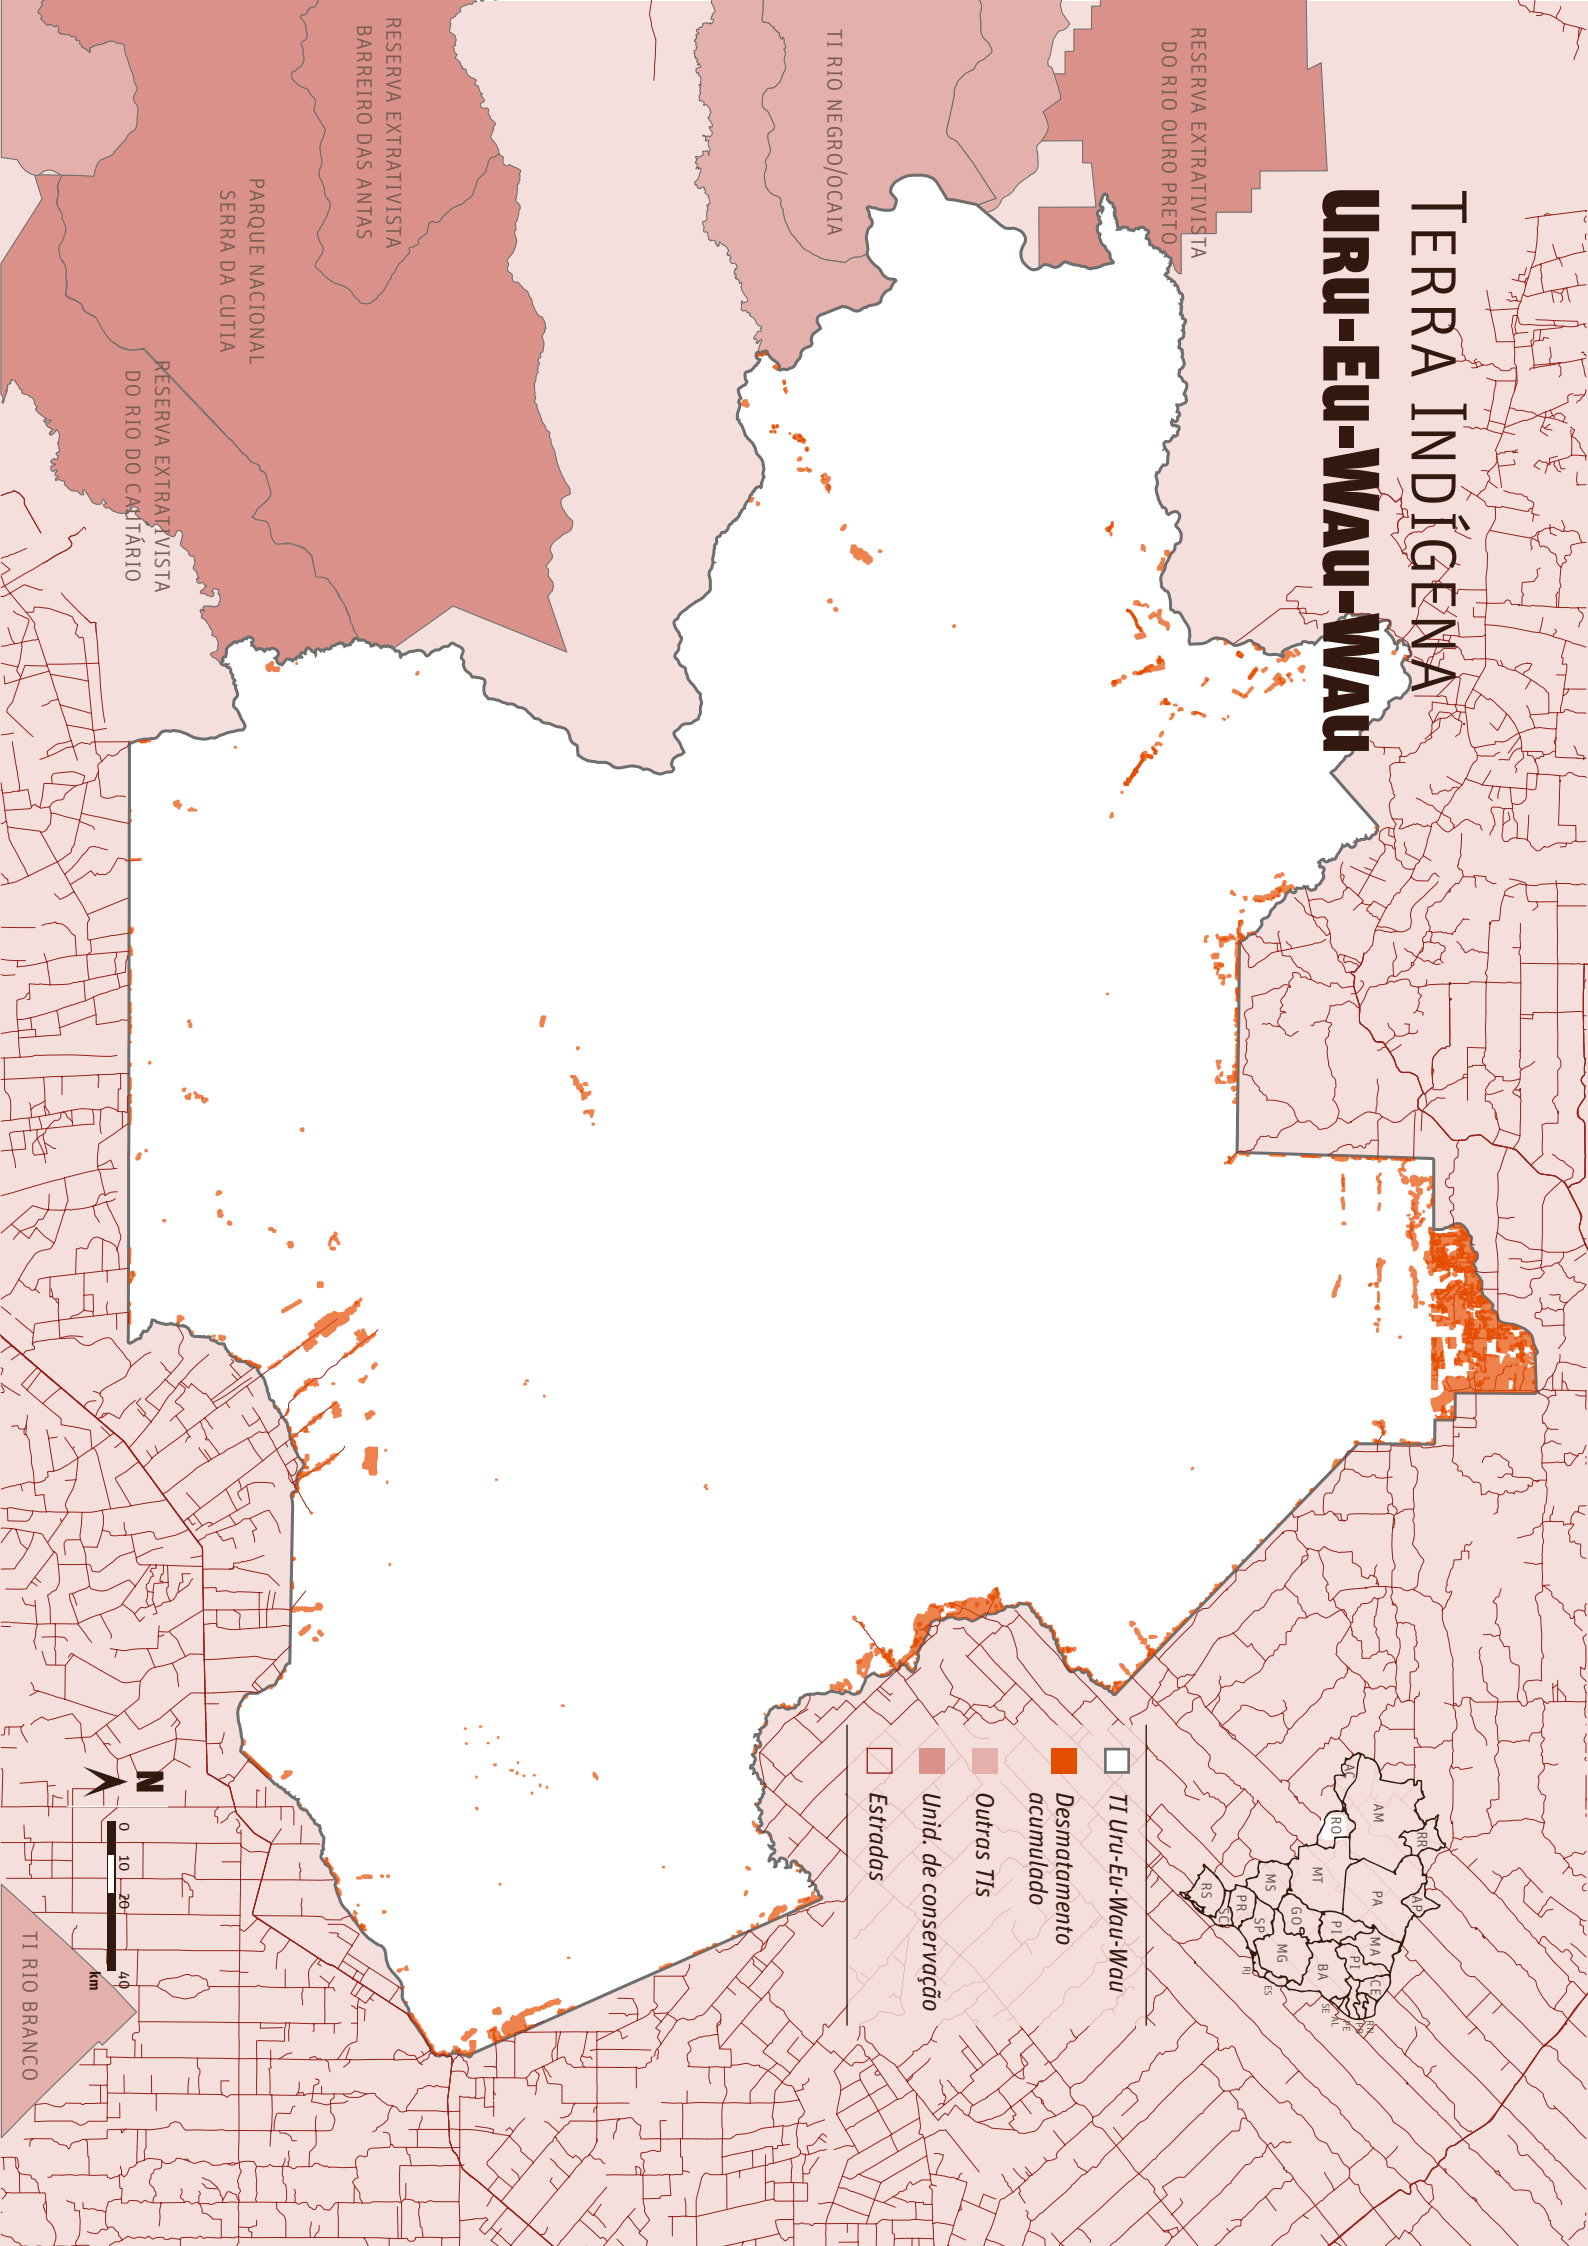 TERRA INDÍGENA
URU-EU-WAU-WAU
RESERVA EXTRATIVISTA
DO RIO OURO PRETO
TI RIO NEGRO/OCAIA
RESERVA EXTRATIVISTA
BARREIRO DAS ANTAS
PARQUE NACIONAL
SERRA DA CUTIA
RESERVA EXTRATIVISTA
DO RIO DO CAUTÁRIO
AC
AM
RR
RO
AP
PA
MT
MA
PI
PI
CE
RN
PE
AL
SE
BA
GO
MS
MG
ES
RJ
SP
PR
SC
RS
TI Uru-Eu-Wau-Wau
Desmatamento
acumulado
Outras TIs
Unid. de conservação
Estradas
N
0 10 20 40
km
TI RIO BRANCO